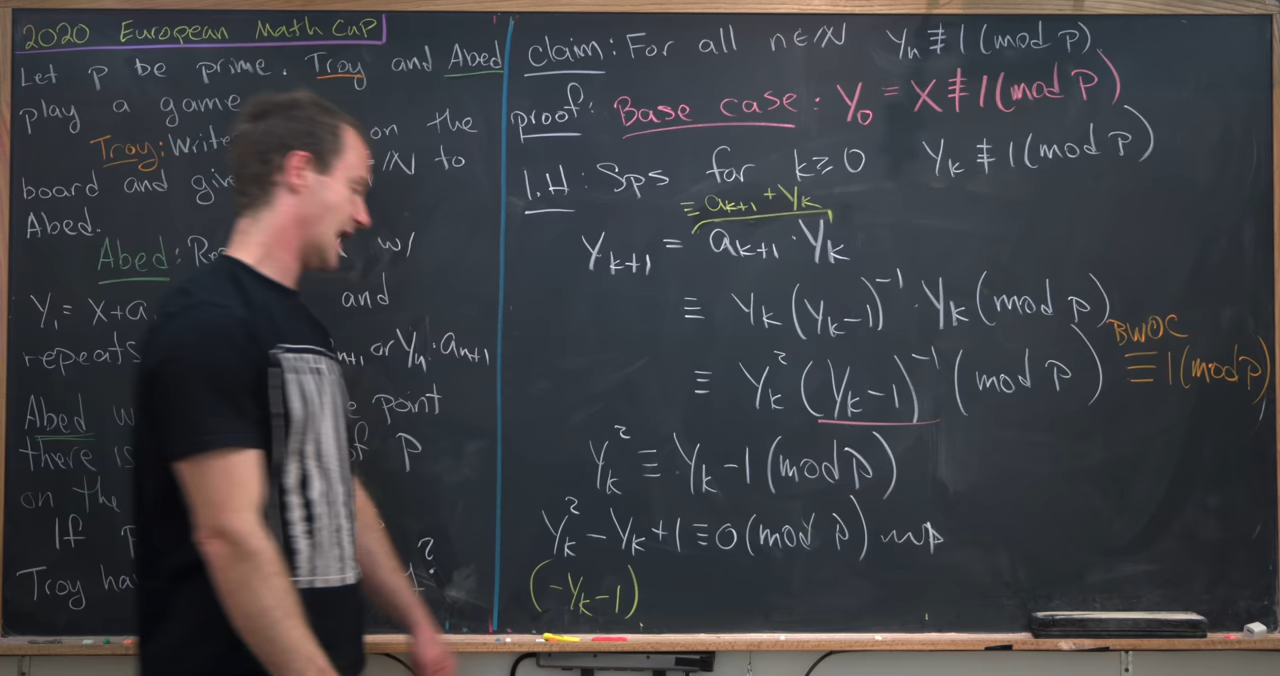 2020 European Math Cup
Let p be prime. Troy and Abed
play a game
Troy: Write on the
board and give ∈ ℕ to
Abed.
Abed: w/
Y₁ = X+a and
repeats or Yₙ·aₙ₊₁
Abed point
there is of p
on the
If
Troy ?
claim: For all n∈ℕ Yₙ ≢ 1 (mod p)
proof: Base case: Y₀ = X ≢ 1 (mod p)
I.H: Sps for k≥0 Yₖ ≢ 1 (mod p)
≡ aₖ₊₁ + Yₖ
Yₖ₊₁ = aₖ₊₁ · Yₖ
≡ Yₖ (Yₖ-1)⁻¹ · Yₖ (mod p)
≡ Yₖ² (Yₖ-1)⁻¹ (mod p) BWOC ≡ 1 (mod p)
Yₖ² ≡ Yₖ-1 (mod p)
Yₖ² - Yₖ + 1 ≡ 0 (mod p)
(-Yₖ-1)